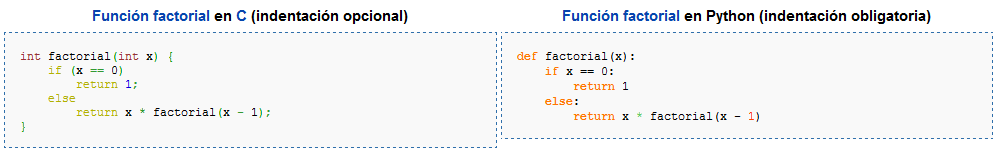 Función factorial en C (indentación opcional)
int factorial(int x) {
    if (x == 0)
        return 1;
    else
        return x * factorial(x - 1);
}
Función factorial en Python (indentación obligatoria)
def factorial(x):
    if x == 0:
        return 1
    else:
        return x * factorial(x - 1)